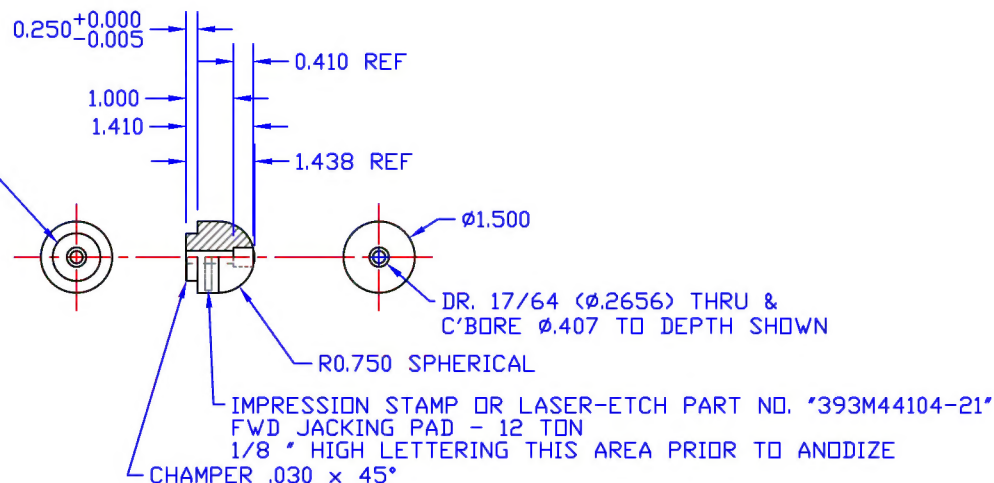 0.250 +0.000
-0.005
0.410 REF
1.000
1.410
1.438 REF
Ø1.500
DR. 17/64 (Ø.2656) THRU &
C'BORE Ø.407 TO DEPTH SHOWN
R0.750 SPHERICAL
IMPRESSION STAMP OR LASER-ETCH PART NO. "393M44104-21"
FWD JACKING PAD - 12 TON
1/8 " HIGH LETTERING THIS AREA PRIOR TO ANODIZE
CHAMPER .030 x 45°